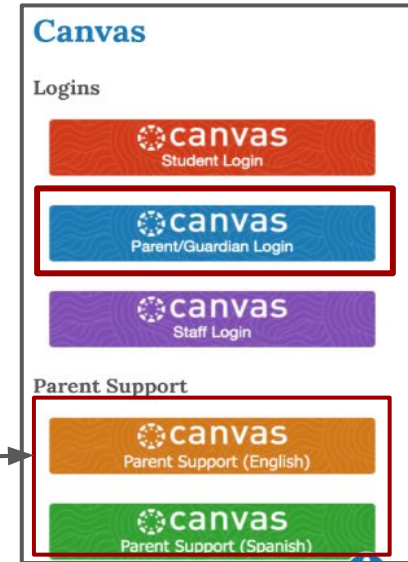 Canvas
Logins
canvas
Student Login
canvas
Parent/Guardian Login
canvas
Staff Login
Parent Support
canvas
Parent Support (English)
canvas
Parent Support (Spanish)